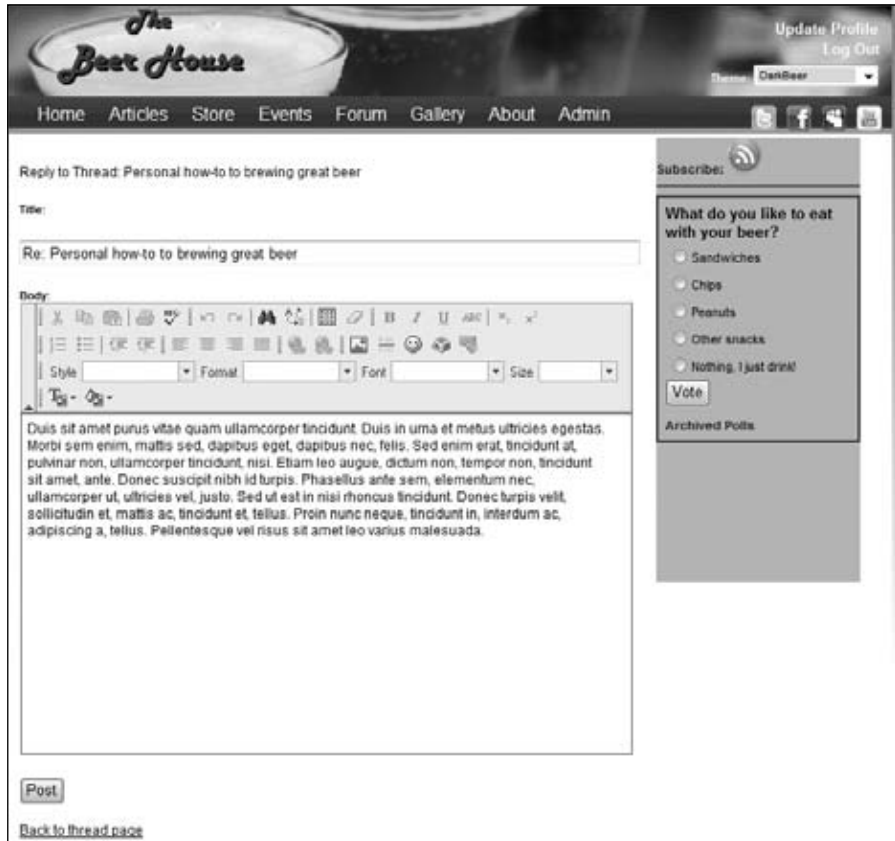 The
Beer House
Update Profile
Log Out
Theme: DarkBeer
Home Articles Store Events Forum Gallery About Admin
Subscribe:
Reply to Thread: Personal how-to to brewing great beer
Title:
Re: Personal how-to to brewing great beer
Body:
Style Format Font Size
Duis sit amet purus vitae quam ullamcorper tincidunt. Duis in urna et metus ultricies egestas.
Morbi sem enim, mattis sed, dapibus eget, dapibus nec, felis. Sed enim erat, tincidunt at,
pulvinar non, ullamcorper tincidunt, nisi. Etiam leo augue, dictum non, tempor non, tincidunt
sit amet, ante. Donec suscipit nibh id turpis. Phasellus ante sem, elementum nec,
ullamcorper ut, ultricies vel, justo. Sed ut est in nisi rhoncus tincidunt. Donec turpis velit,
sollicitudin et, mattis ac, tincidunt et, tellus. Proin nunc neque, tincidunt in, interdum ac,
adipiscing a, tellus. Pellentesque vel risus sit amet leo varius malesuada.
Post
Back to thread page
What do you like to eat
with your beer?
Sandwiches
Chips
Peanuts
Other snacks
Nothing, I just drink!
Vote
Archived Polls